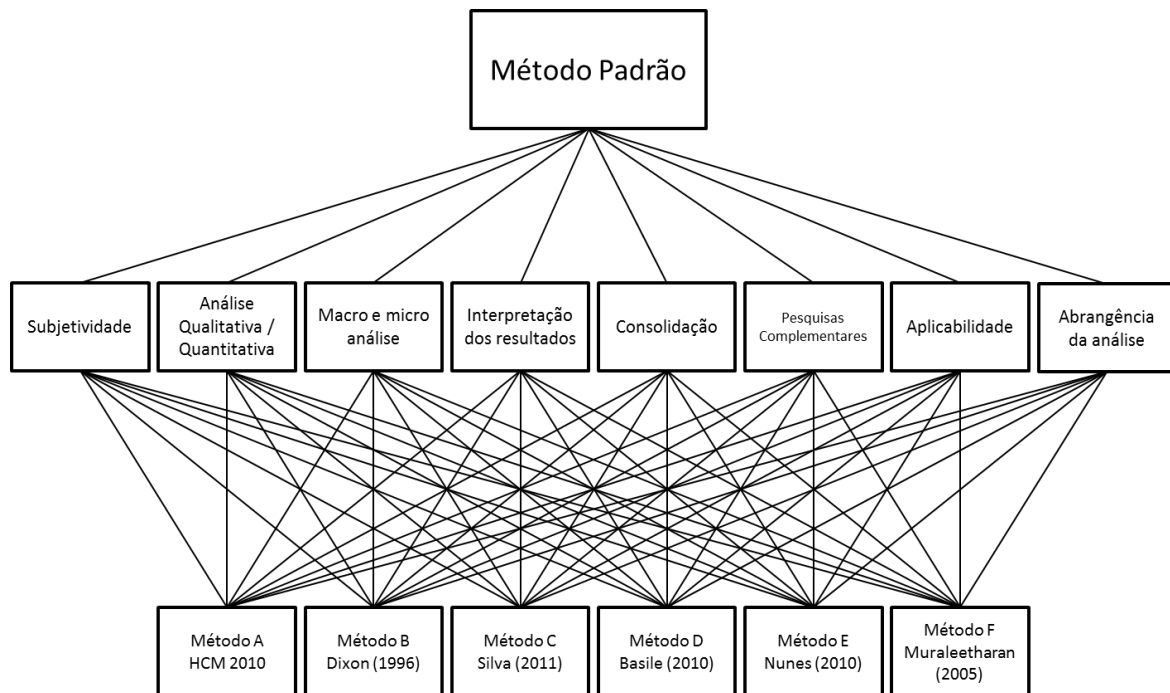 Método Padrão
Subjetividade
Análise
Qualitativa /
Quantitativa
Macro e micro
análise
Interpretação
dos resultados
Consolidação
Pesquisas
Complementares
Aplicabilidade
Abrangência
da análise
Método A
HCM 2010
Método B
Dixon (1996)
Método C
Silva (2011)
Método D
Basile (2010)
Método E
Nunes (2010)
Método F
Muraleetharan
(2005)